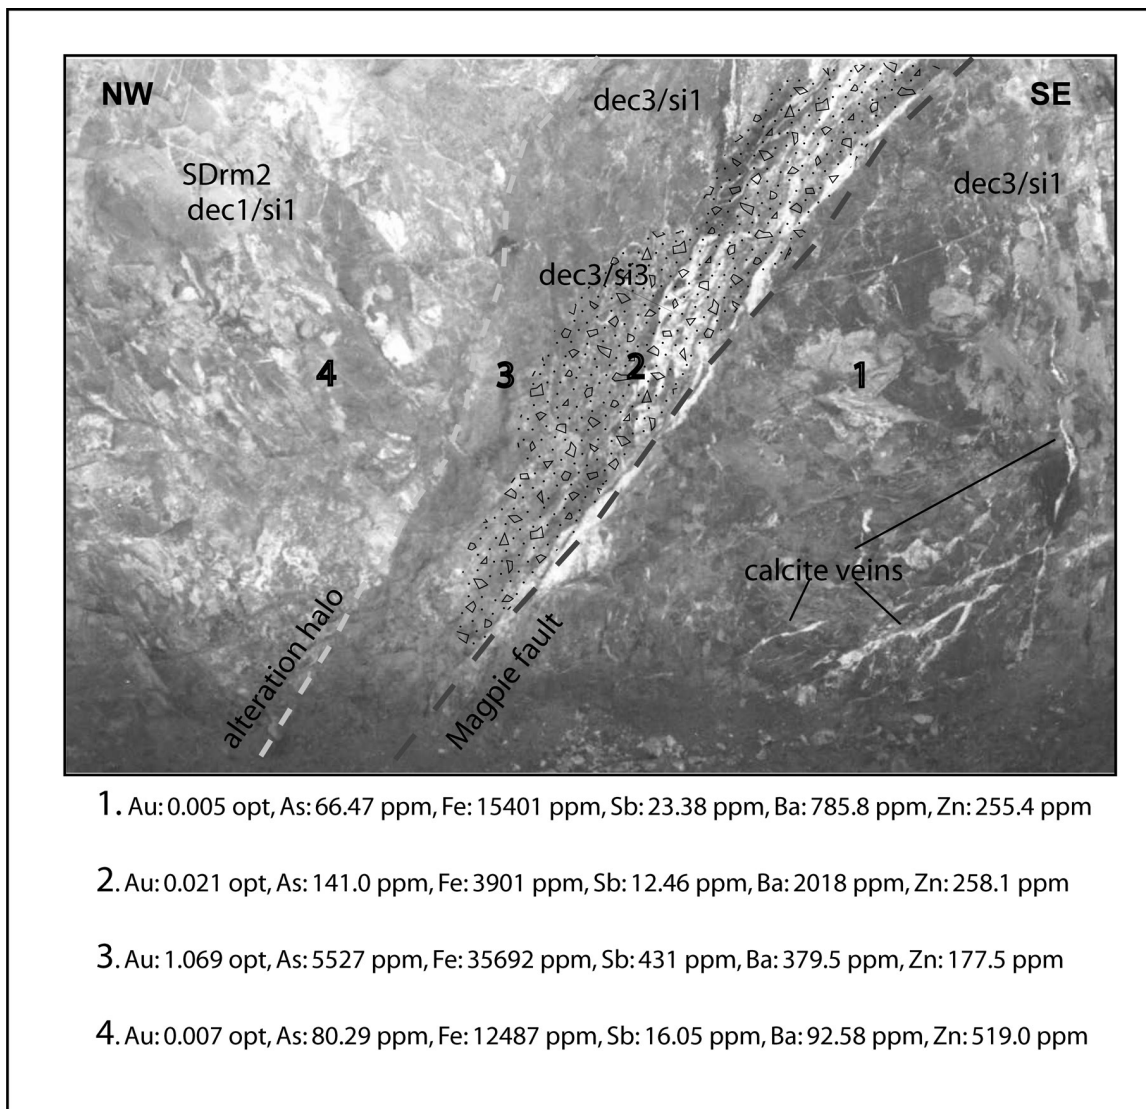 NW
SE
dec3/si1
SDrm2
dec1/si1
dec3/si1
dec3/si3
4
3
2
1
calcite veins
alteration halo
Magpie fault
1. Au: 0.005 opt, As: 66.47 ppm, Fe: 15401 ppm, Sb: 23.38 ppm, Ba: 785.8 ppm, Zn: 255.4 ppm
2. Au: 0.021 opt, As: 141.0 ppm, Fe: 3901 ppm, Sb: 12.46 ppm, Ba: 2018 ppm, Zn: 258.1 ppm
3. Au: 1.069 opt, As: 5527 ppm, Fe: 35692 ppm, Sb: 431 ppm, Ba: 379.5 ppm, Zn: 177.5 ppm
4. Au: 0.007 opt, As: 80.29 ppm, Fe: 12487 ppm, Sb: 16.05 ppm, Ba: 92.58 ppm, Zn: 519.0 ppm